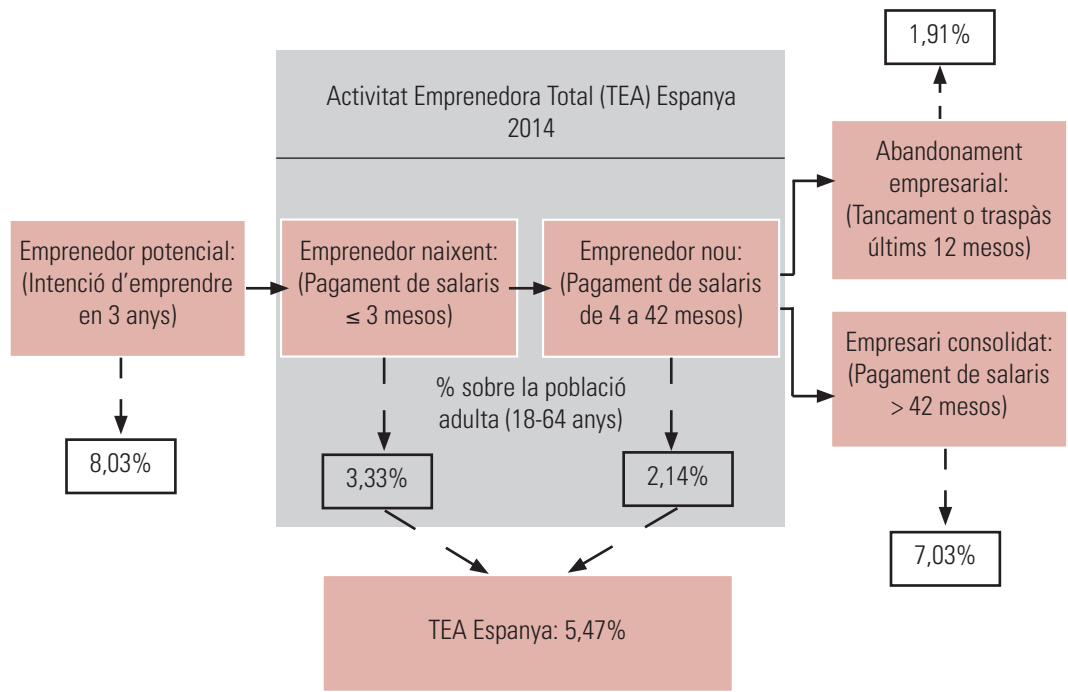 1,91%
Activitat Emprenedora Total (TEA) Espanya
2014
Abandonament
empresarial:
(Tancament o traspàs
últims 12 mesos)
Emprenedor potencial:
(Intenció d'emprendre
en 3 anys)
Emprenedor naixent:
(Pagament de salaris
≤ 3 mesos)
Emprenedor nou:
(Pagament de salaris
de 4 a 42 mesos)
Empresari consolidat:
(Pagament de salaris
> 42 mesos)
% sobre la població
adulta (18-64 anys)
8,03%
3,33%
2,14%
7,03%
TEA Espanya: 5,47%